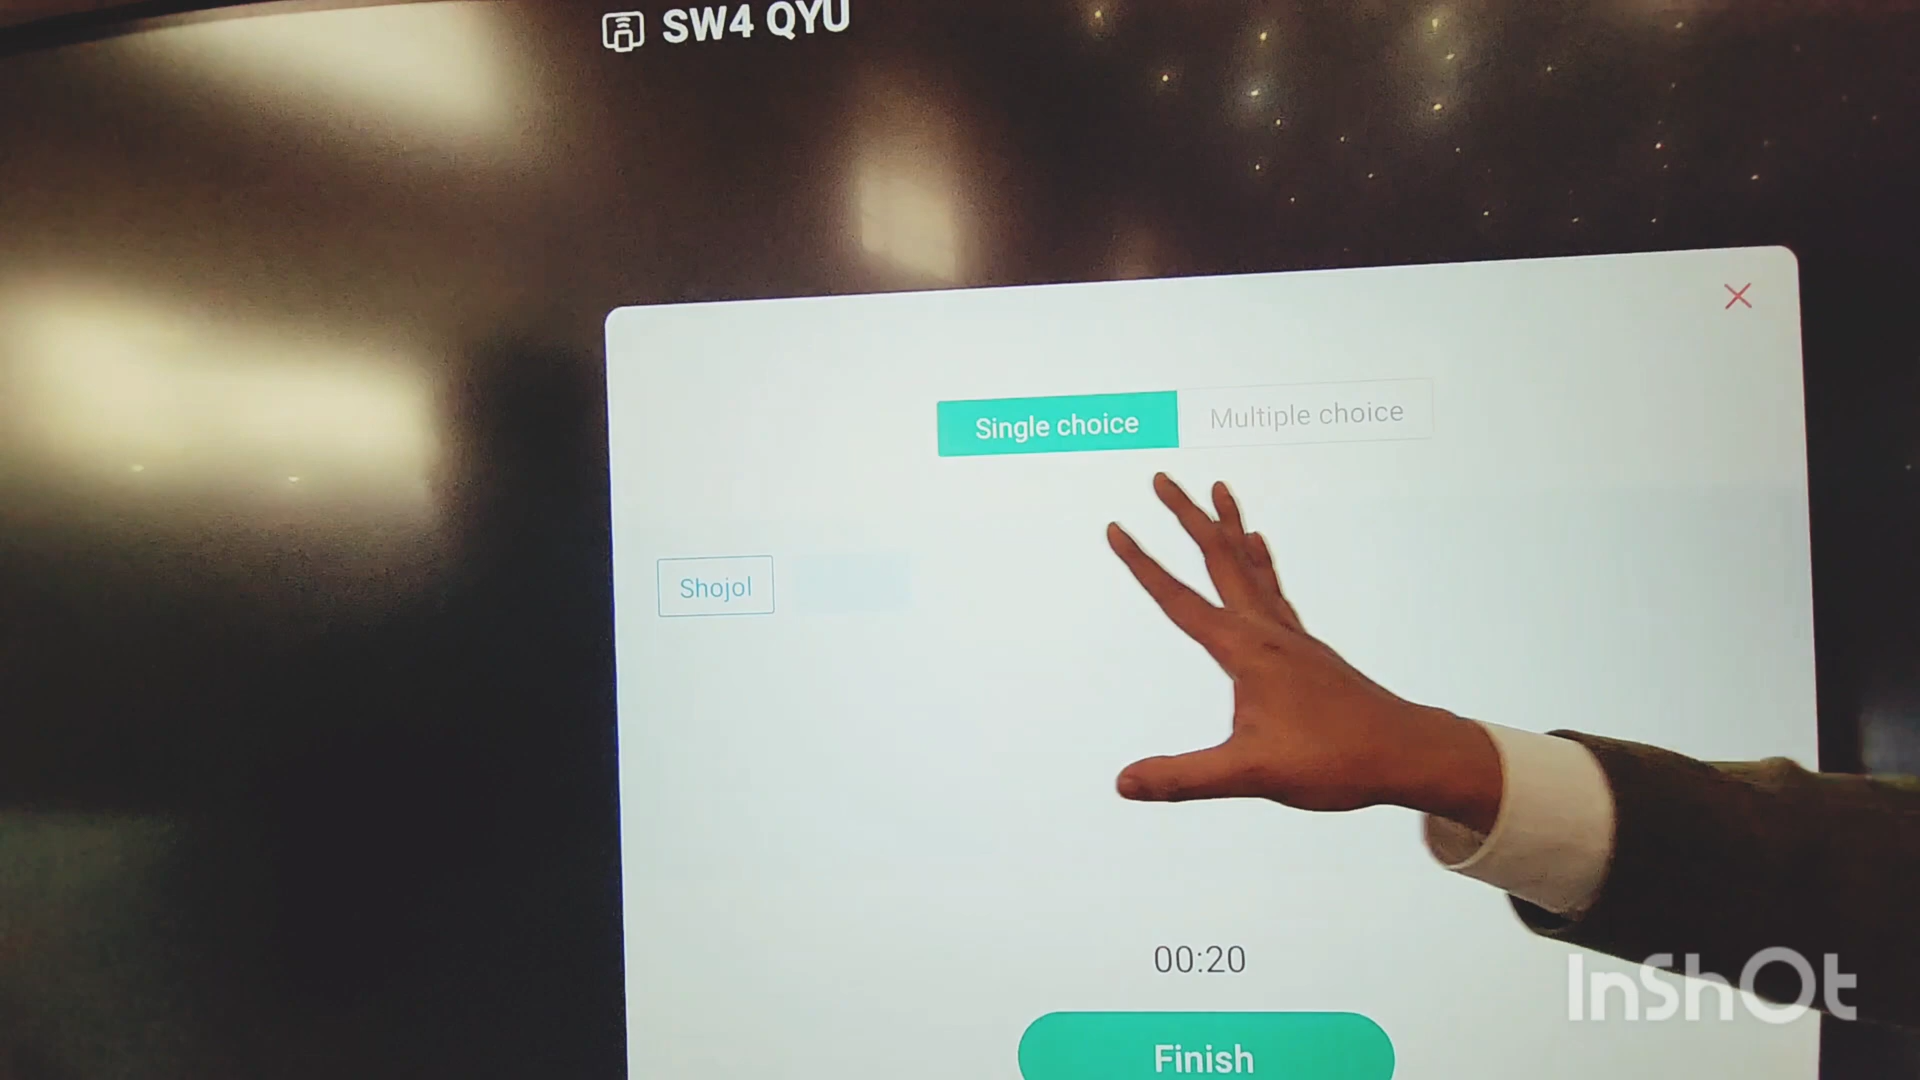 SW4 QYU
Single choice
Multiple choice
Shojol
00:20
Finish
InShOt